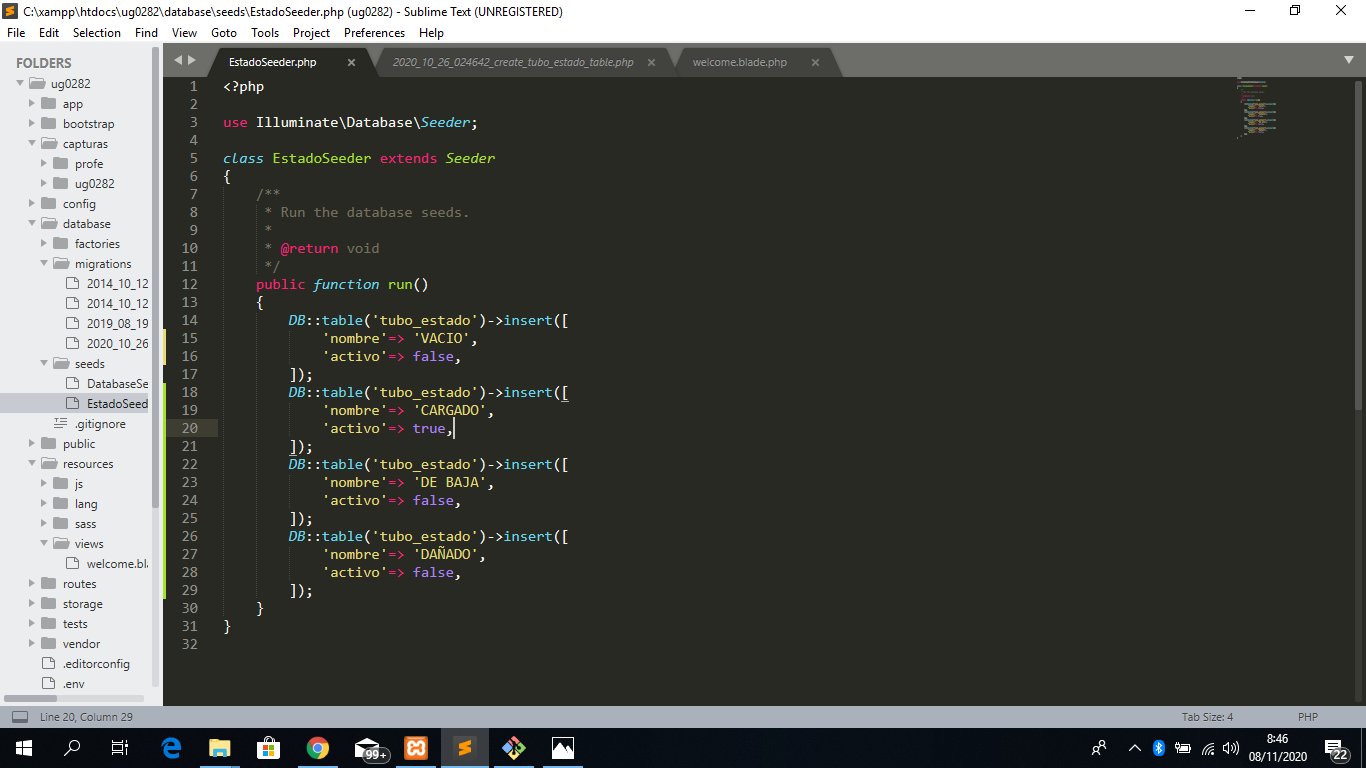 C:\xampp\htdocs\ug0282\database\seeds\EstadoSeeder.php (ug0282) - Sublime Text (UNREGISTERED)
File Edit Selection Find View Goto Tools Project Preferences Help
FOLDERS
ug0282
app
bootstrap
capturas
profe
ug0282
config
database
factories
migrations
2014_10_12
2014_10_12
2019_08_19
2020_10_26
seeds
DatabaseSe
EstadoSeed
.gitignore
public
resources
js
lang
sass
views
welcome.bl
routes
storage
tests
vendor
.editorconfig
.env
EstadoSeeder.php × 2020_10_26_024642_create_tubo_estado_table.php × welcome.blade.php ×
1 <?php
2
3 use Illuminate\Database\Seeder;
4
5 class EstadoSeeder extends Seeder
6 {
7 /**
8 * Run the database seeds.
9 *
10 * @return void
11 */
12 public function run()
13 {
14 DB::table('tubo_estado')->insert([
15 'nombre'=> 'VACIO',
16 'activo'=> false,
17 ]);
18 DB::table('tubo_estado')->insert([
19 'nombre'=> 'CARGADO',
20 'activo'=> true,
21 ]);
22 DB::table('tubo_estado')->insert([
23 'nombre'=> 'DE BAJA',
24 'activo'=> false,
25 ]);
26 DB::table('tubo_estado')->insert([
27 'nombre'=> 'DAÑADO',
28 'activo'=> false,
29 ]);
30 }
31 }
32
Line 20, Column 29 Tab Size: 4 PHP
99+
8:46
08/11/2020
22